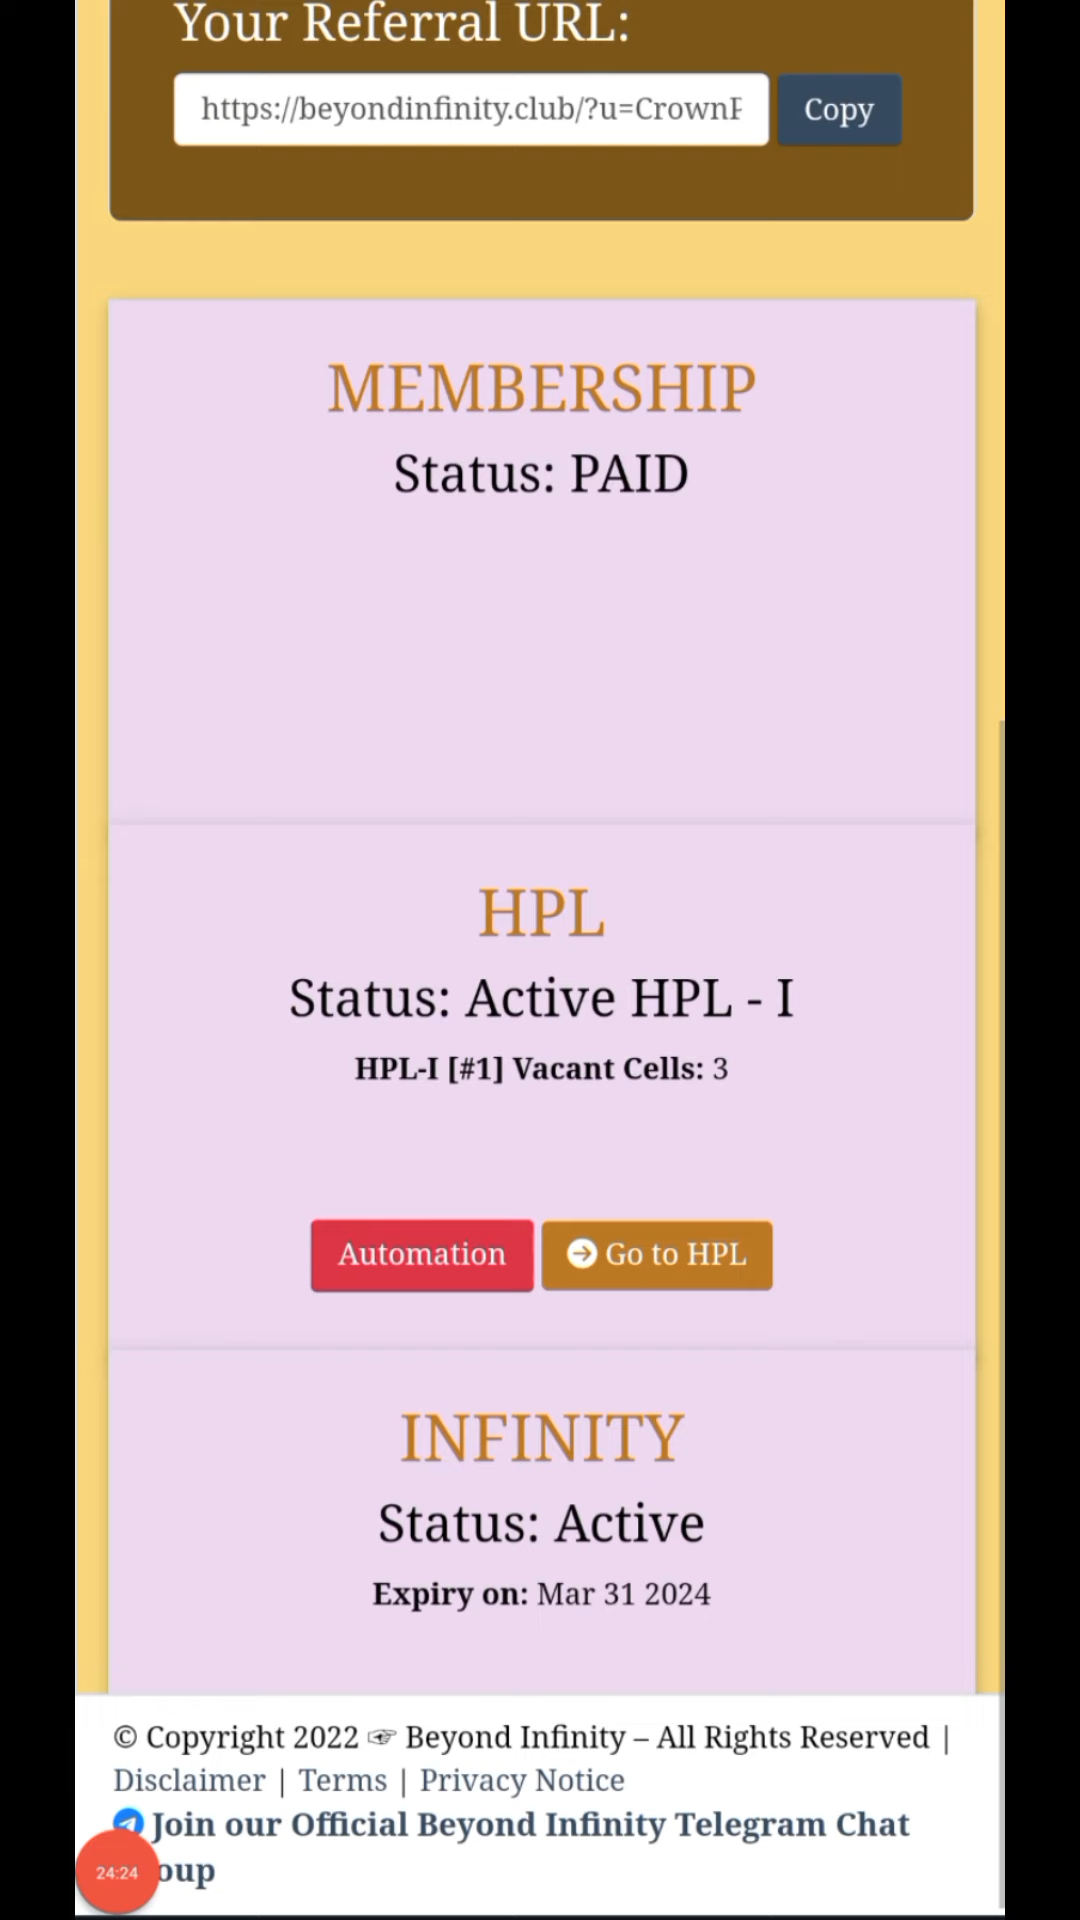 Your Referral URL:
https://beyondinfinity.club/?u=Crown
Copy
MEMBERSHIP
Status: PAID
HPL
Status: Active HPL - I
HPL-I [#1] Vacant Cells: 3
Automation
Go to HPL
INFINITY
Status: Active
Expiry on: Mar 31 2024
© Copyright 2022 ☞ Beyond Infinity – All Rights Reserved |
Disclaimer | Terms | Privacy Notice
Join our Official Beyond Infinity Telegram Chat
oup
24:24